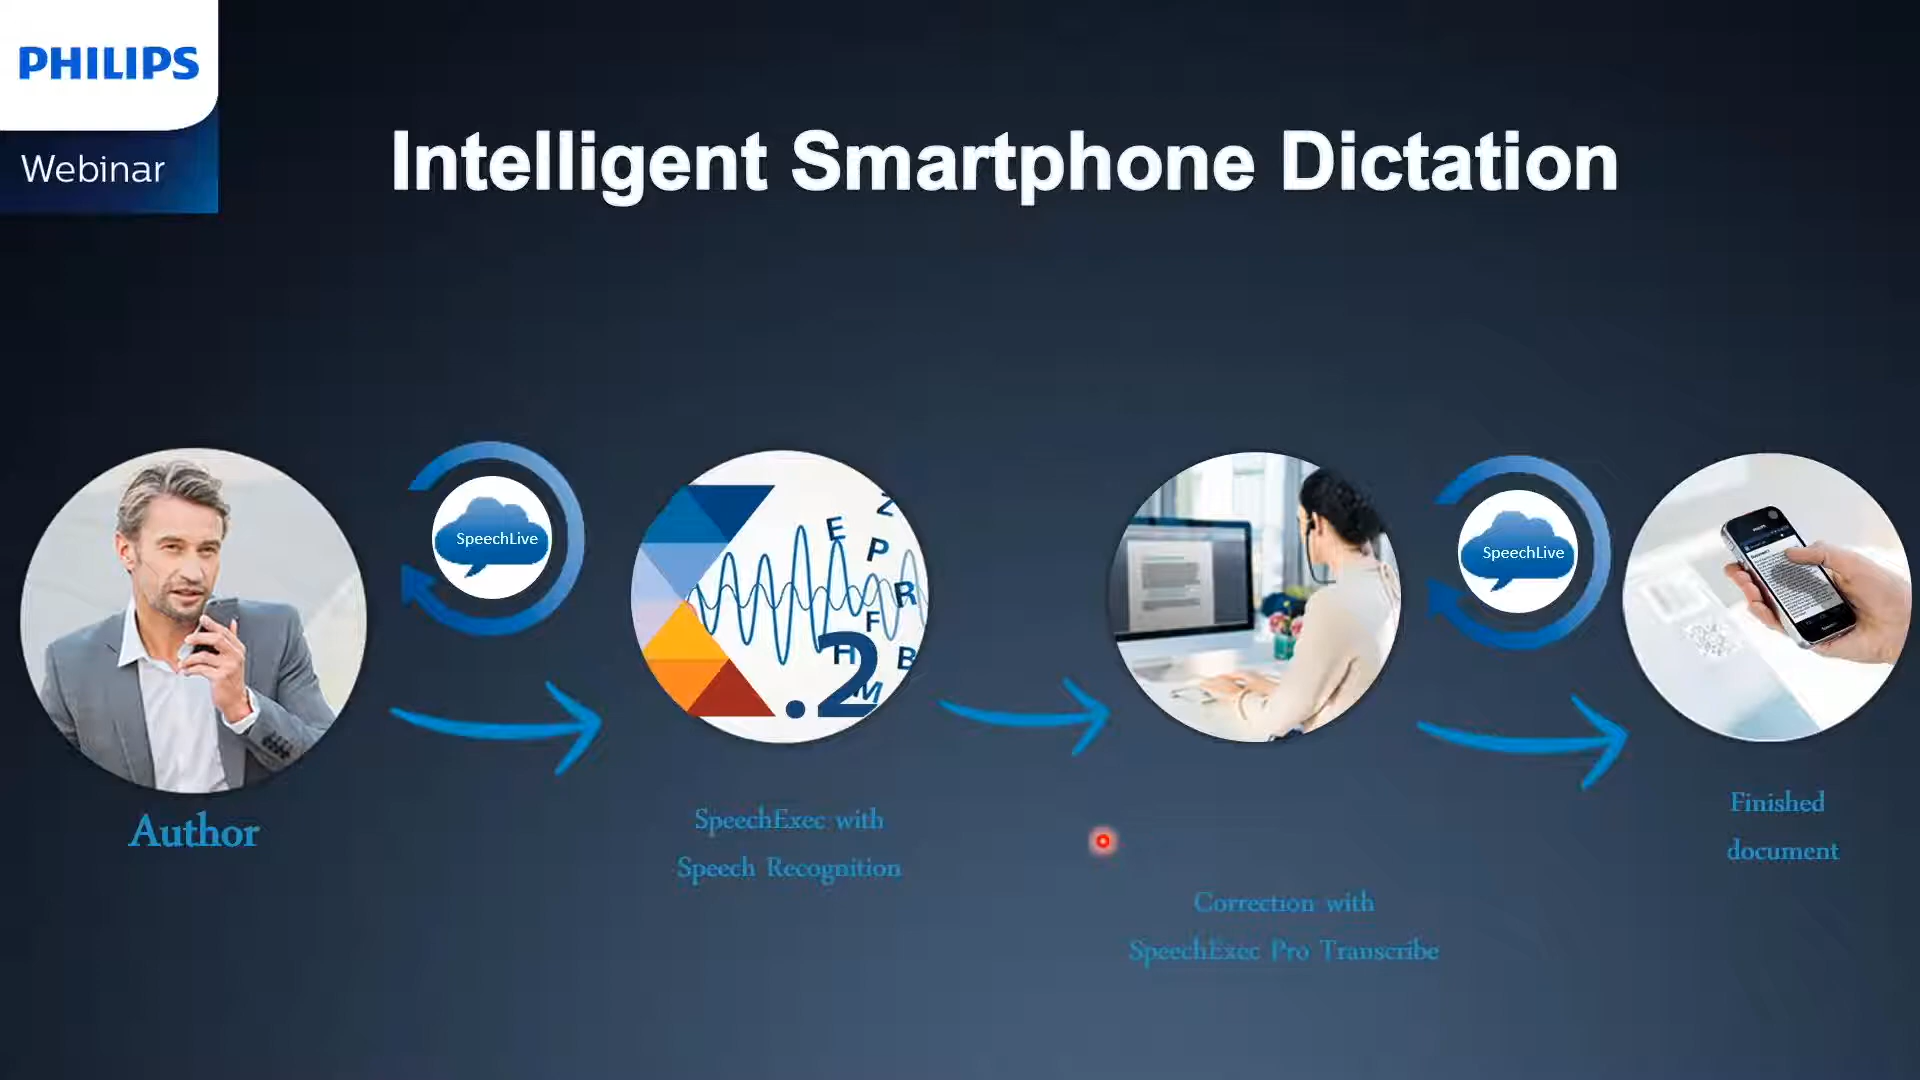 PHILIPS
Webinar
Intelligent Smartphone Dictation
SpeechLive
E
Z
P
R
F
H
B
M
.2
SpeechLive
Author
SpeechExec with
Speech Recognition
Correction with
SpeechExec Pro Transcribe
Finished
document